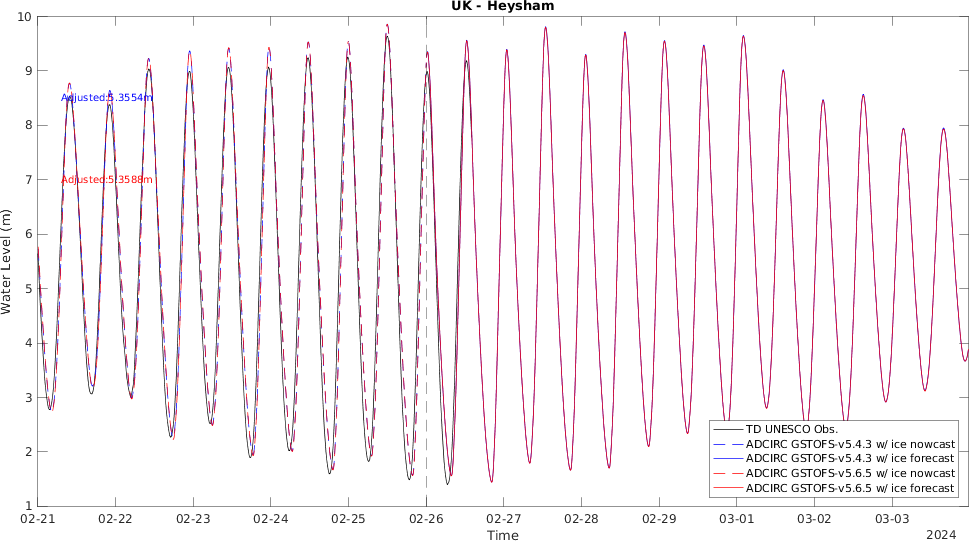 UK - Heysham
10
9
8
7
6
5
4
3
2
1
Water Level (m)
Adjusted:5.3554m
Adjusted:5.3588m
TD UNESCO Obs.
ADCIRC GSTOFS-v5.4.3 w/ ice nowcast
ADCIRC GSTOFS-v5.4.3 w/ ice forecast
ADCIRC GSTOFS-v5.6.5 w/ ice nowcast
ADCIRC GSTOFS-v5.6.5 w/ ice forecast
02-21 02-22 02-23 02-24 02-25 02-26 02-27 02-28 02-29 03-01 03-02 03-03
Time
2024